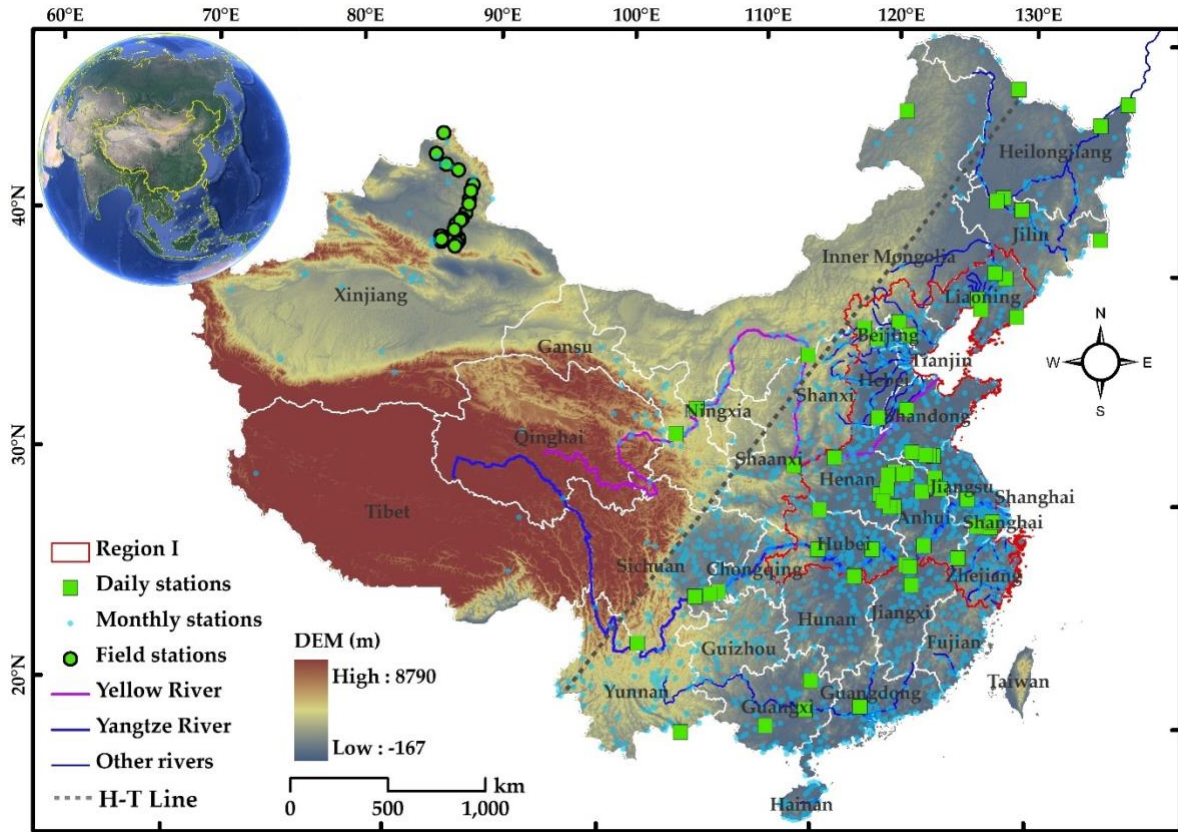 60°E 70°E 80°E 90°E 100°E 110°E 120°E 130°E
40°N
30°N
20°N
Heilongjiang
Jilin
Inner Mongolia
Liaoning
Xinjiang
Beijing
Gansu
Tianjin
Hebei
Shanxi
Ningxia
Shandong
Qinghai
Shaanxi
Henan
Jiangsu
Shanghai
Tibet
Anhui
Shanghai
Hubei
Sichuan
Chongqing
Zhejiang
Hunan
Jiangxi
Guizhou
Fujian
Yunnan
Guangdong
Taiwan
Guangxi
Hainan
N
W E
S
Region I
Daily stations
Monthly stations
Field stations
Yellow River
Yangtze River
Other rivers
H-T Line
DEM (m)
High : 8790
Low : -167
km
0 500 1,000